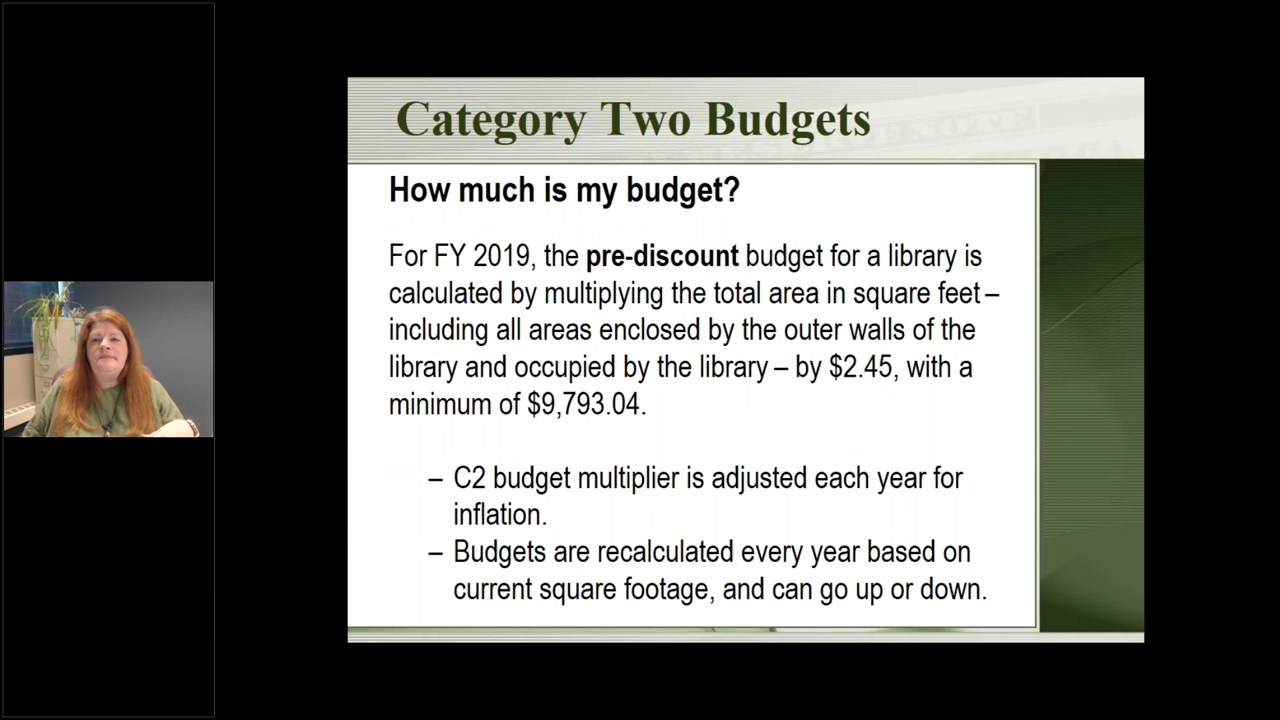 Category Two Budgets
How much is my budget?
For FY 2019, the pre-discount budget for a library is
calculated by multiplying the total area in square feet –
including all areas enclosed by the outer walls of the
library and occupied by the library – by $2.45, with a
minimum of $9,793.04.
– C2 budget multiplier is adjusted each year for
inflation.
– Budgets are recalculated every year based on
current square footage, and can go up or down.